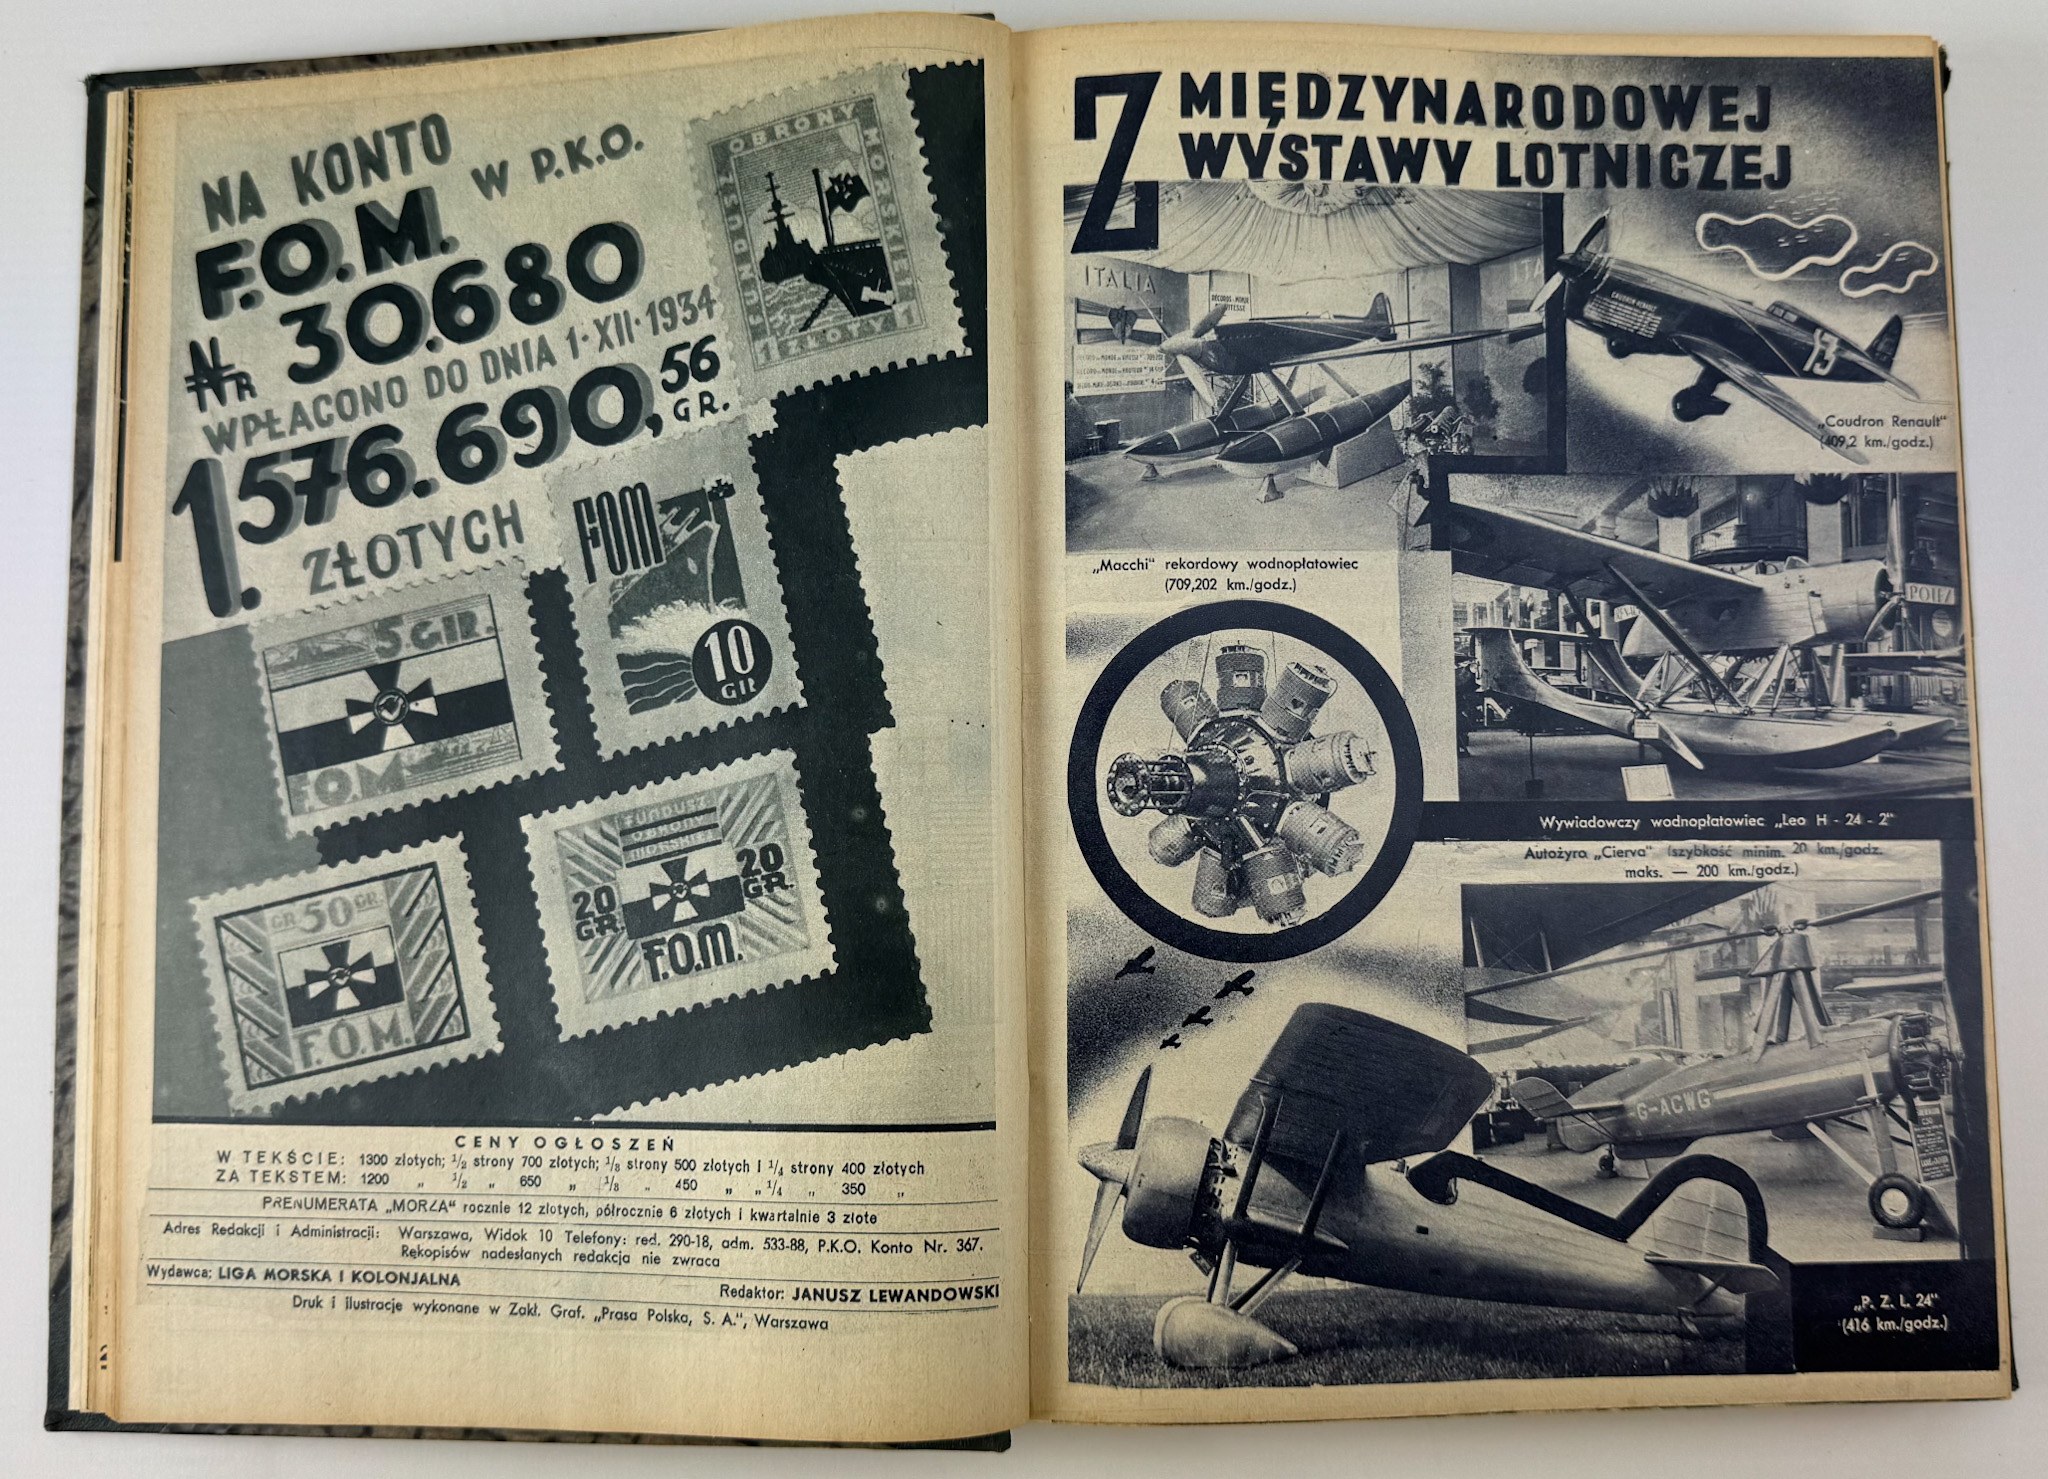 NA KONTO
F.O.M. W P.K.O.
Nr 30.680
WPŁACONO DO DNIA 1·XII·1934
1.576.690,56 GR.
ZŁOTYCH
FUNDUSZ OBRONY MORSKIEJ
1 ZŁOTY 1
FOM
10
GR
5 GR.
F.O.M
GR. 50 GR.
F.O.M.
FUNDUSZ
OBRONY
MORSKIEJ
20 GR. 20 GR.
F.O.M.
CENY OGŁOSZEŃ
W TEKŚCIE: 1300 złotych; 1/2 strony 700 złotych; 1/8 strony 500 złotych i 1/4 strony 400 złotych
ZA TEKSTEM: 1200 „ 1/2 „ 650 „ 1/8 „ 450 „ „ 1/4 „ 350 „
PRENUMERATA „MORZA" rocznie 12 złotych, półrocznie 6 złotych i kwartalnie 3 złote
Adres Redakcji i Administracji: Warszawa, Widok 10 Telefony: red. 290-18, adm. 533-88, P.K.O. Konto Nr. 367.
Rękopisów nadesłanych redakcja nie zwraca
Wydawca: LIGA MORSKA I KOLONJALNA
Redaktor: JANUSZ LEWANDOWSKI
Druk i ilustracje wykonane w Zakł. Graf. „Prasa Polska, S. A.", Warszawa
Z MIĘDZYNARODOWEJ
WYSTAWY LOTNICZEJ
ITALIA
ITA
CAUDRON RENAULT
13
„Coudron Renault"
(409,2 km./godz.)
„Macchi" rekordowy wodnopłatowiec
(709,202 km./godz.)
POTEZ
Wywiadowczy wodnopłatowiec „Leo H - 24 - 2"
Autożyro „Cierva" (szybkość minim. 20 km./godz.
maks. — 200 km./godz.)
G-ACWG
„P. Z. L. 24"
(416 km./godz.)